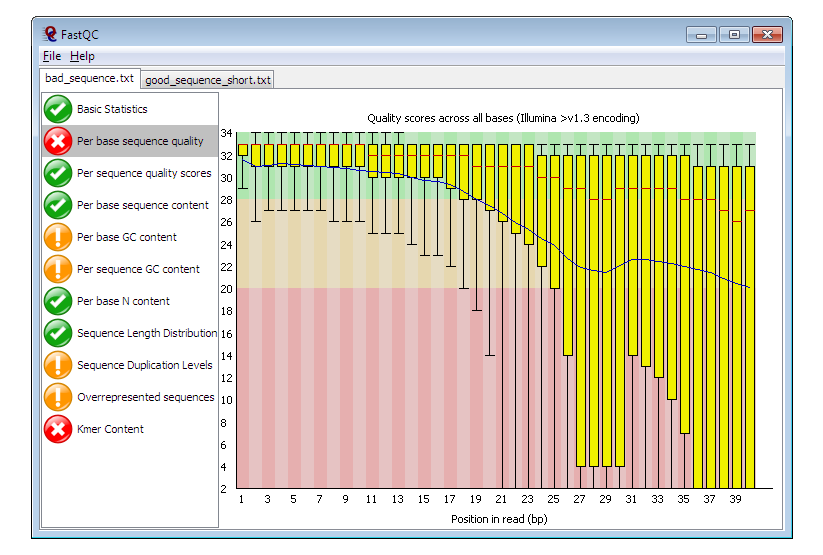 FastQC
File Help
bad_sequence.txt good_sequence_short.txt
Basic Statistics
Per base sequence quality
Per sequence quality scores
Per base sequence content
Per base GC content
Per sequence GC content
Per base N content
Sequence Length Distribution
Sequence Duplication Levels
Overrepresented sequences
Kmer Content
Quality scores across all bases (Illumina >v1.3 encoding)
34
32
30
28
26
24
22
20
18
16
14
12
10
8
6
4
2
1 3 5 7 9 11 13 15 17 19 21 23 25 27 29 31 33 35 37 39
Position in read (bp)